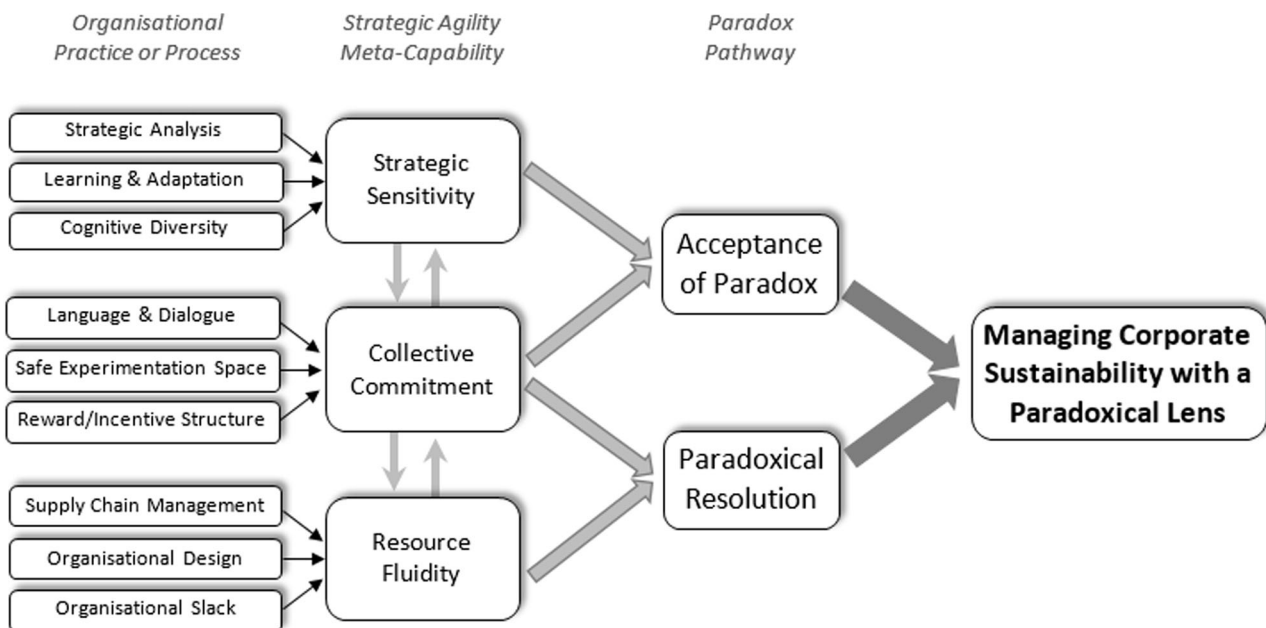 Organisational
Practice or Process
Strategic Agility
Meta-Capability
Paradox
Pathway
Strategic Analysis
Learning & Adaptation
Cognitive Diversity
Strategic
Sensitivity
Acceptance
of Paradox
Language & Dialogue
Safe Experimentation Space
Reward/Incentive Structure
Collective
Commitment
Managing Corporate
Sustainability with a
Paradoxical Lens
Paradoxical
Resolution
Supply Chain Management
Organisational Design
Organisational Slack
Resource
Fluidity